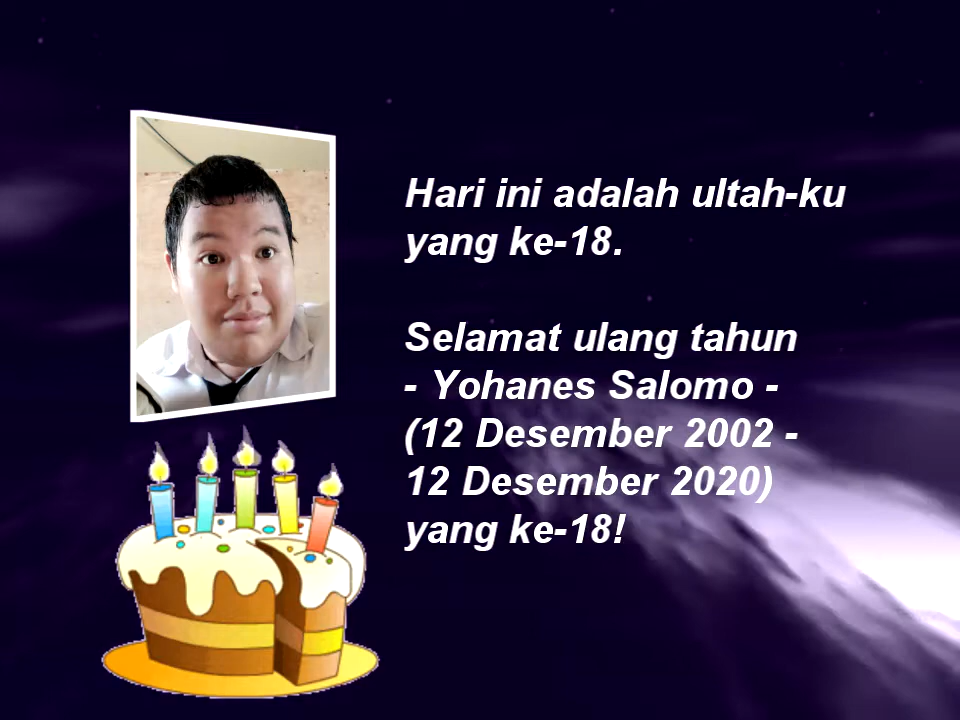 Hari ini adalah ultah-ku
yang ke-18.
Selamat ulang tahun
- Yohanes Salomo -
(12 Desember 2002 -
12 Desember 2020)
yang ke-18!